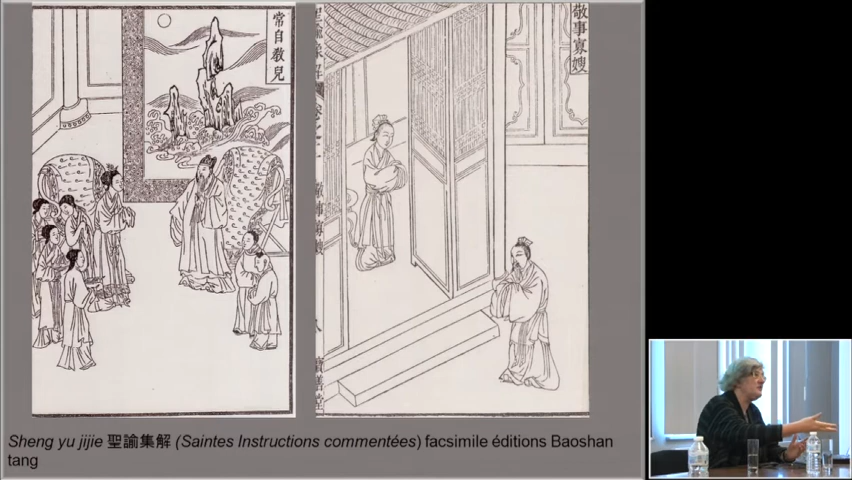 常自教兒
敬事寡嫂
Sheng yu jijie 聖諭集解 (Saintes Instructions commentées) facsimile éditions Baoshan
tang